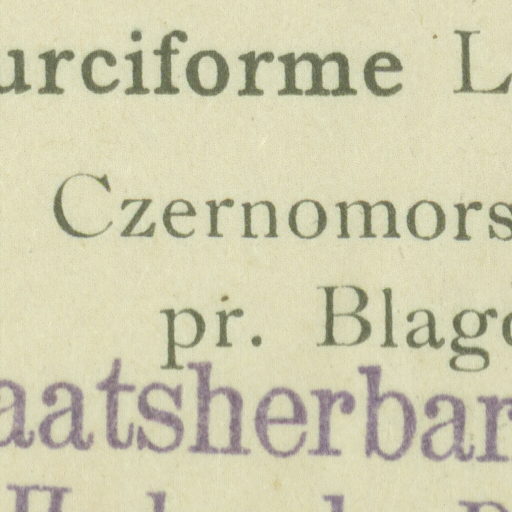 urciforme L
Czernomors
pr. Blag
aatsherbar